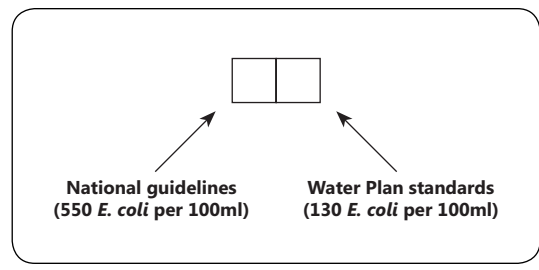 National guidelines
(550 E. coli per 100ml)
Water Plan standards
(130 E. coli per 100ml)